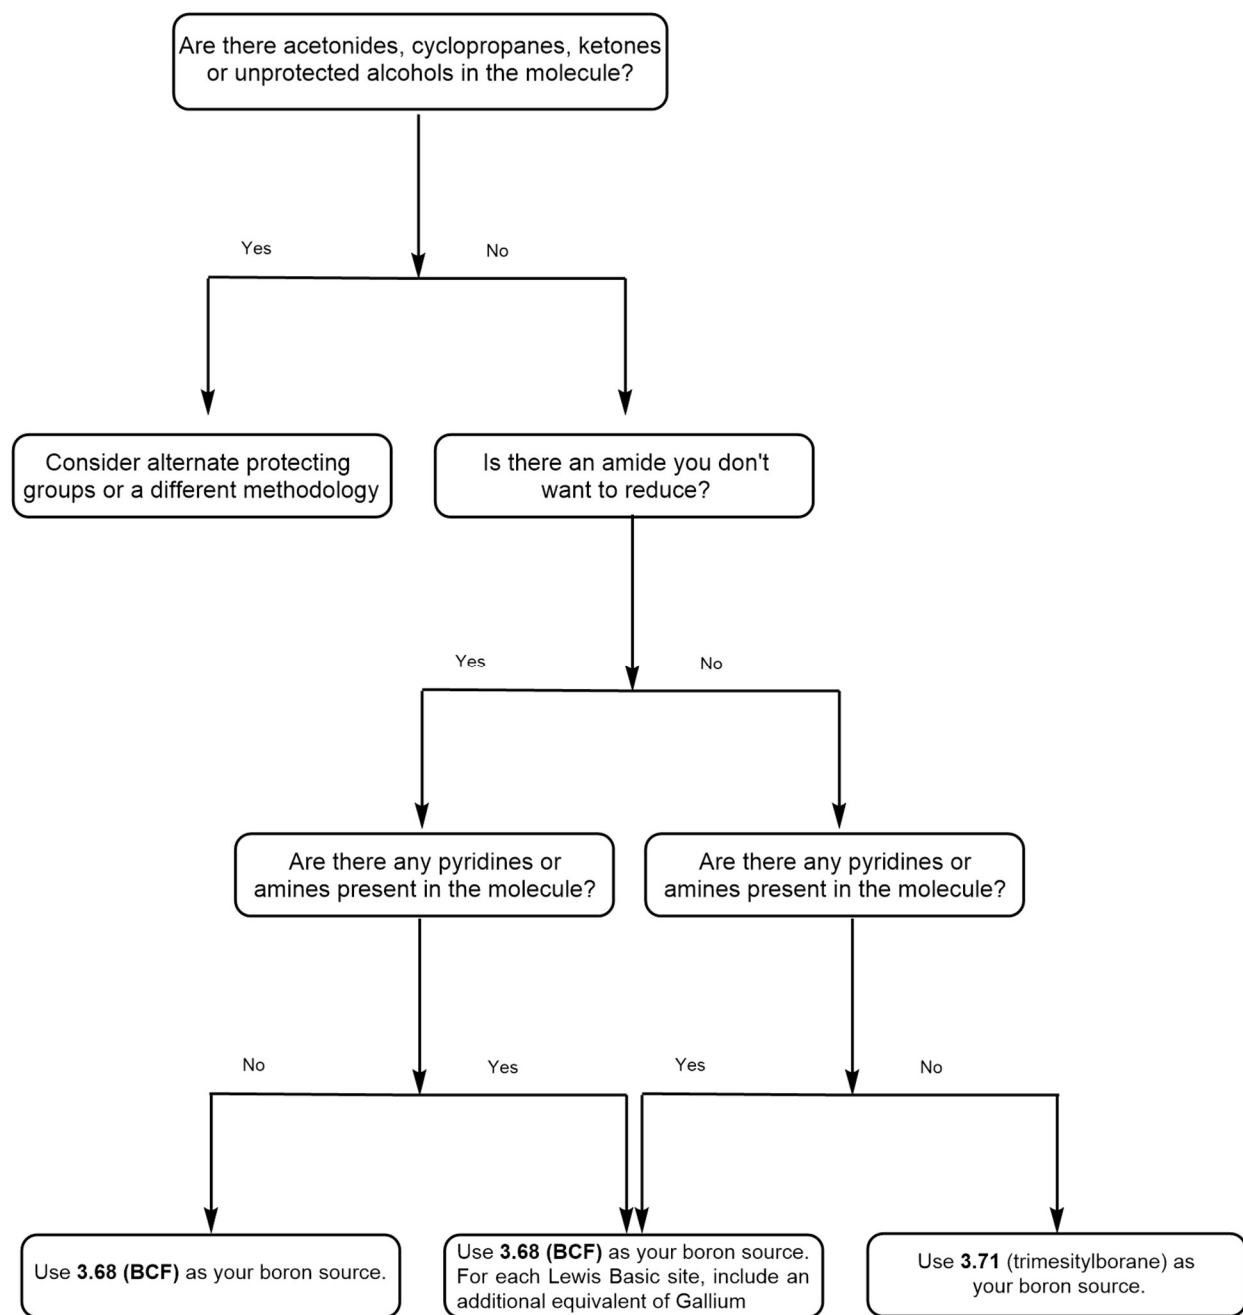 Are there acetonides, cyclopropanes, ketones
or unprotected alcohols in the molecule?
Yes
No
Consider alternate protecting
groups or a different methodology
Is there an amide you don't
want to reduce?
Yes
No
Are there any pyridines or
amines present in the molecule?
Are there any pyridines or
amines present in the molecule?
No
Yes
Yes
No
Use 3.68 (BCF) as your boron source.
Use 3.68 (BCF) as your boron source.
For each Lewis Basic site, include an
additional equivalent of Gallium
Use 3.71 (trimesitylborane) as
your boron source.